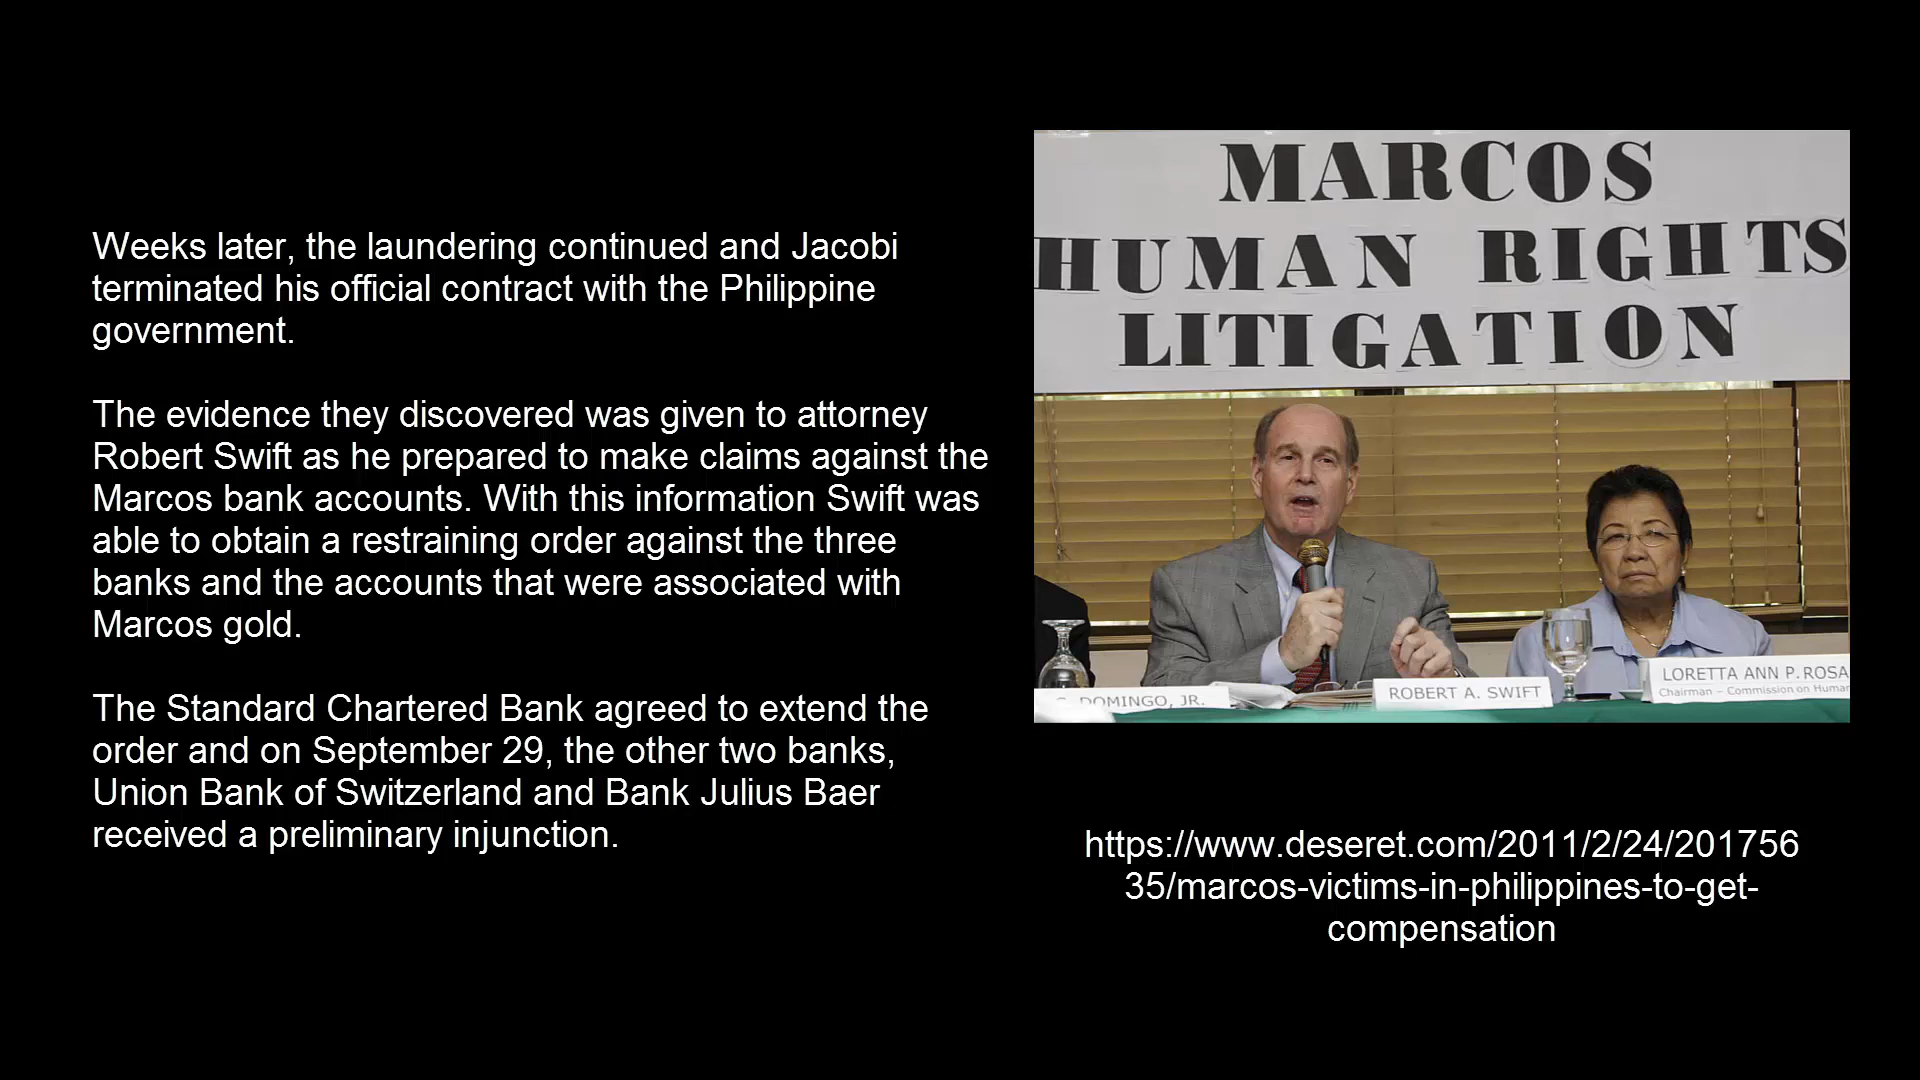 Weeks later, the laundering continued and Jacobi
terminated his official contract with the Philippine
government.
The evidence they discovered was given to attorney
Robert Swift as he prepared to make claims against the
Marcos bank accounts. With this information Swift was
able to obtain a restraining order against the three
banks and the accounts that were associated with
Marcos gold.
The Standard Chartered Bank agreed to extend the
order and on September 29, the other two banks,
Union Bank of Switzerland and Bank Julius Baer
received a preliminary injunction.
MARCOS
HUMAN RIGHTS
LITIGATION
DOMINGO, JR.
ROBERT A. SWIFT
LORETTA ANN P. ROSA
Chairman – Commission on Human
https://www.deseret.com/2011/2/24/201756
35/marcos-victims-in-philippines-to-get-
compensation